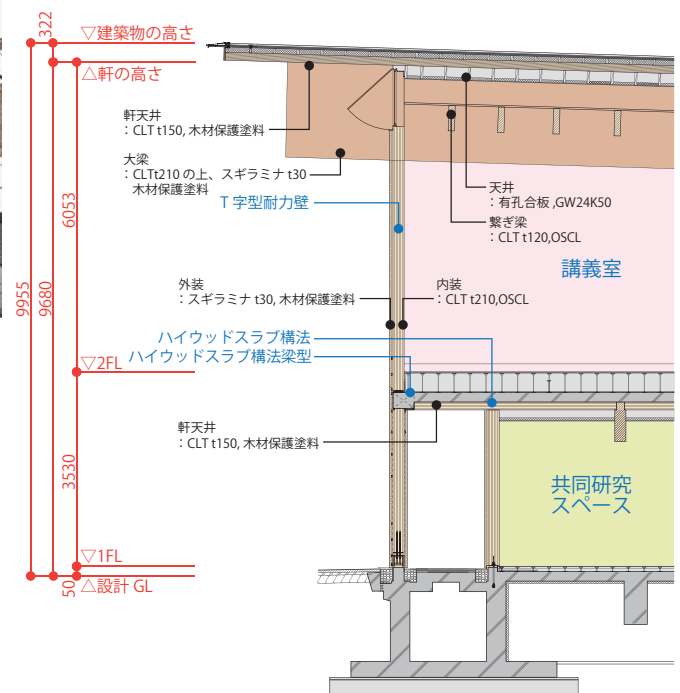 322
▽建築物の高さ
△軒の高さ
軒天井
:CLT t150, 木材保護塗料
大梁
:CLTt210 の上、スギラミナ t30
木材保護塗料
T 字型耐力壁
天井
:有孔合板 ,GW24K50
繋ぎ梁
:CLT t120,OSCL
講義室
6053
9955
9680
外装
:スギラミナ t30, 木材保護塗料
内装
:CLT t210,OSCL
ハイウッドスラブ構法
ハイウッドスラブ構法梁型
▽2FL
軒天井
:CLT t150, 木材保護塗料
3530
共同研究
スペース
▽1FL
50
△設計 GL